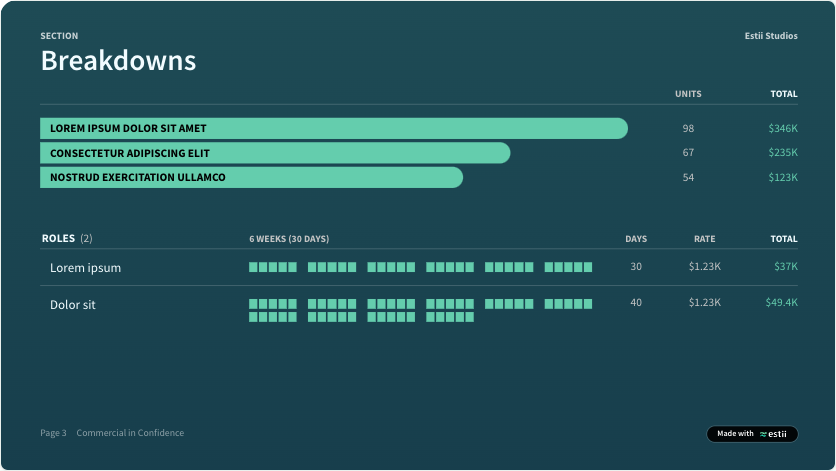 SECTION
Estii Studios
Breakdowns
UNITS TOTAL
LOREM IPSUM DOLOR SIT AMET 98 $346K
CONSECTETUR ADIPISCING ELIT 67 $235K
NOSTRUD EXERCITATION ULLAMCO 54 $123K
ROLES (2) 6 WEEKS (30 DAYS) DAYS RATE TOTAL
Lorem ipsum 30 $1.23K $37K
Dolor sit 40 $1.23K $49.4K
Page 3 Commercial in Confidence Made with estii